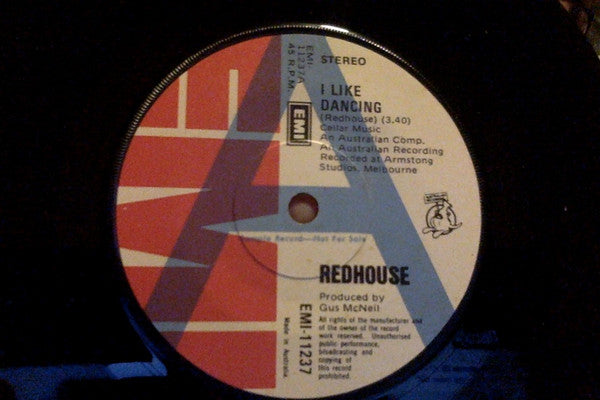 EMI-
11237A
45 R.P.M.
STEREO
I LIKE
DANCING
(Redhouse) (3.40)
Cellar Music
An Australian Comp.
An Australian Recording
Recorded at Armstong
Studios, Melbourne
EMI
A
EMI
Sample Record—Not For Sale
REDHOUSE
Produced by
Gus McNeil
EMI-11237
Made in Australia.
All rights of the manufacturer and
of the owner of the record
work reserved. Unauthorised
public performance,
broadcasting and
copying of
this record
prohibited.